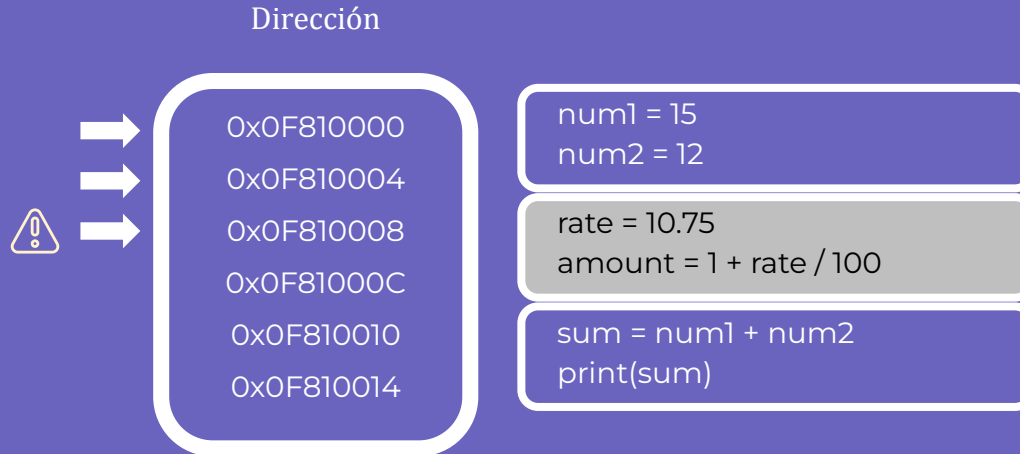 Dirección
0x0F810000
0x0F810004
0x0F810008
0x0F81000C
0x0F810010
0x0F810014
num1 = 15
num2 = 12
rate = 10.75
amount = 1 + rate / 100
sum = num1 + num2
print(sum)